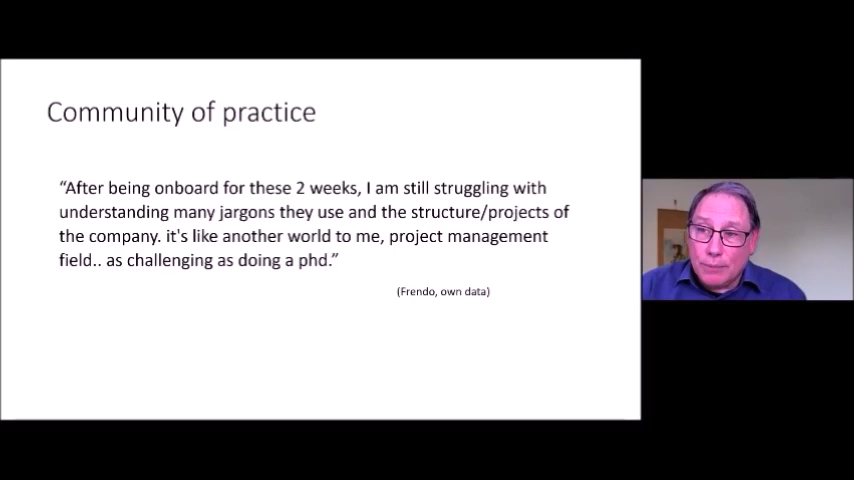 Community of practice
“After being onboard for these 2 weeks, I am still struggling with
understanding many jargons they use and the structure/projects of
the company. it's like another world to me, project management
field.. as challenging as doing a phd.”
(Frendo, own data)